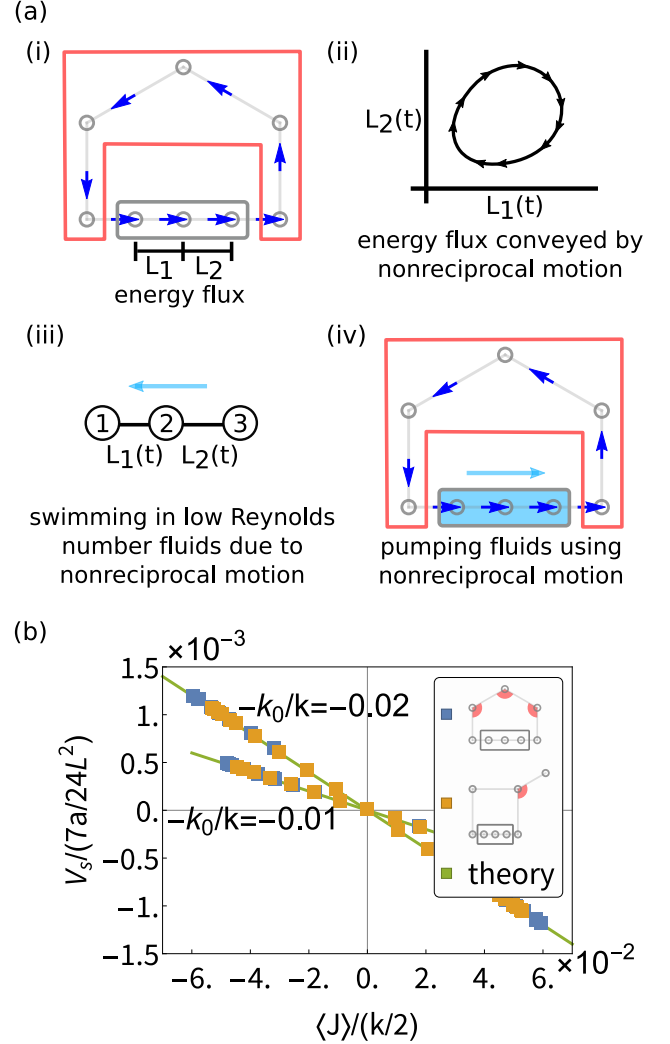 (a)
(i)
(ii)
L₂(t)
L₁ L₂
L₁(t)
energy flux
energy flux conveyed by
nonreciprocal motion
(iii)
(iv)
1 2 3
L₁(t) L₂(t)
swimming in low Reynolds
number fluids due to
nonreciprocal motion
pumping fluids using
nonreciprocal motion
(b)
×10⁻³
1.5
1.
0.5
0.
−0.5
−1.
−1.5
Vₛ/(7a/24L²)
−k₀/k=−0.02
−k₀/k=−0.01
theory
−6. −4. −2. 0. 2. 4. 6.
×10⁻²
⟨J⟩/(k/2)